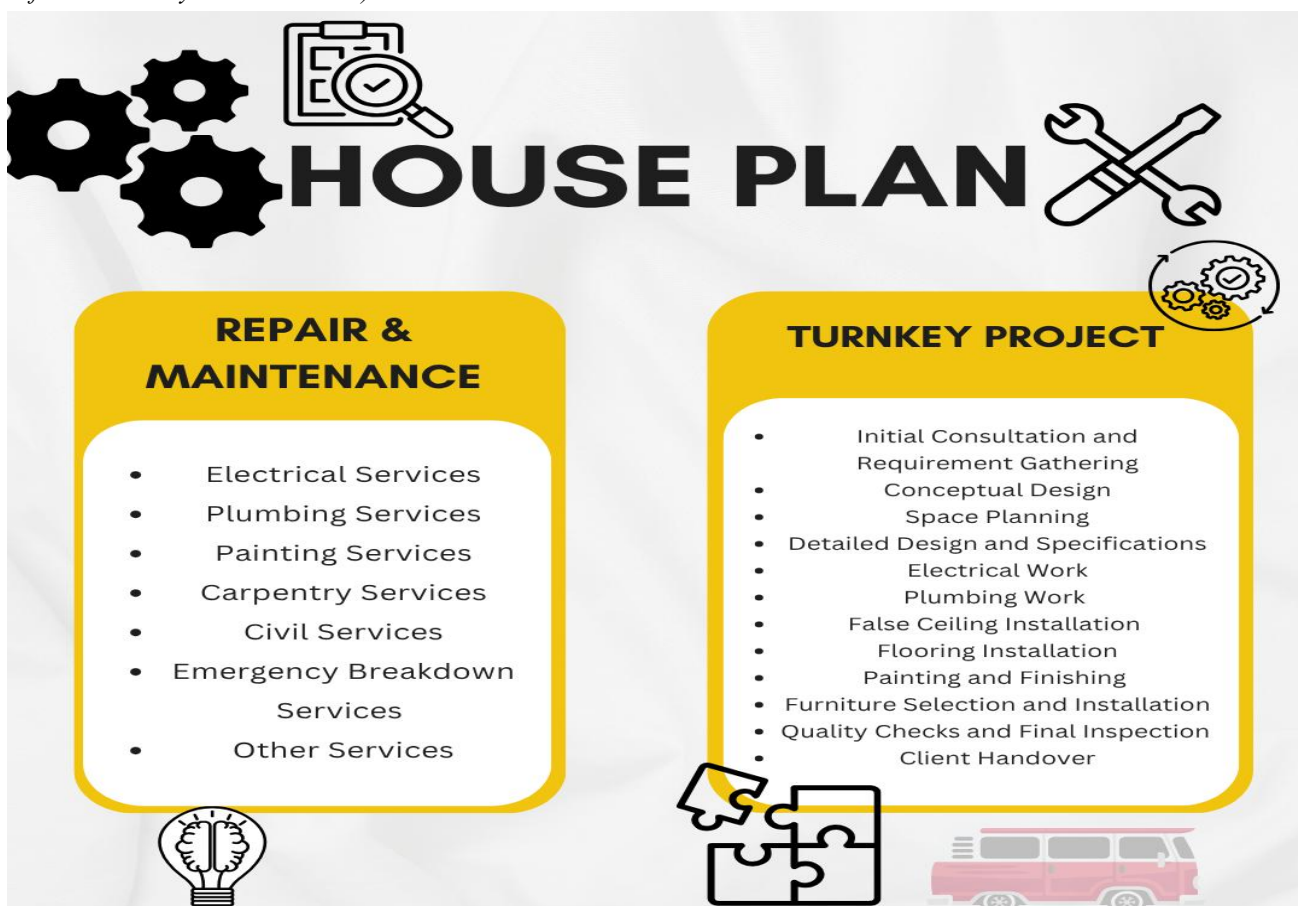 HOUSE PLAN
REPAIR &
MAINTENANCE
• Electrical Services
• Plumbing Services
• Painting Services
• Carpentry Services
• Civil Services
• Emergency Breakdown
Services
• Other Services
TURNKEY PROJECT
• Initial Consultation and
Requirement Gathering
• Conceptual Design
• Space Planning
• Detailed Design and Specifications
• Electrical Work
• Plumbing Work
• False Ceiling Installation
• Flooring Installation
• Painting and Finishing
• Furniture Selection and Installation
• Quality Checks and Final Inspection
• Client Handover